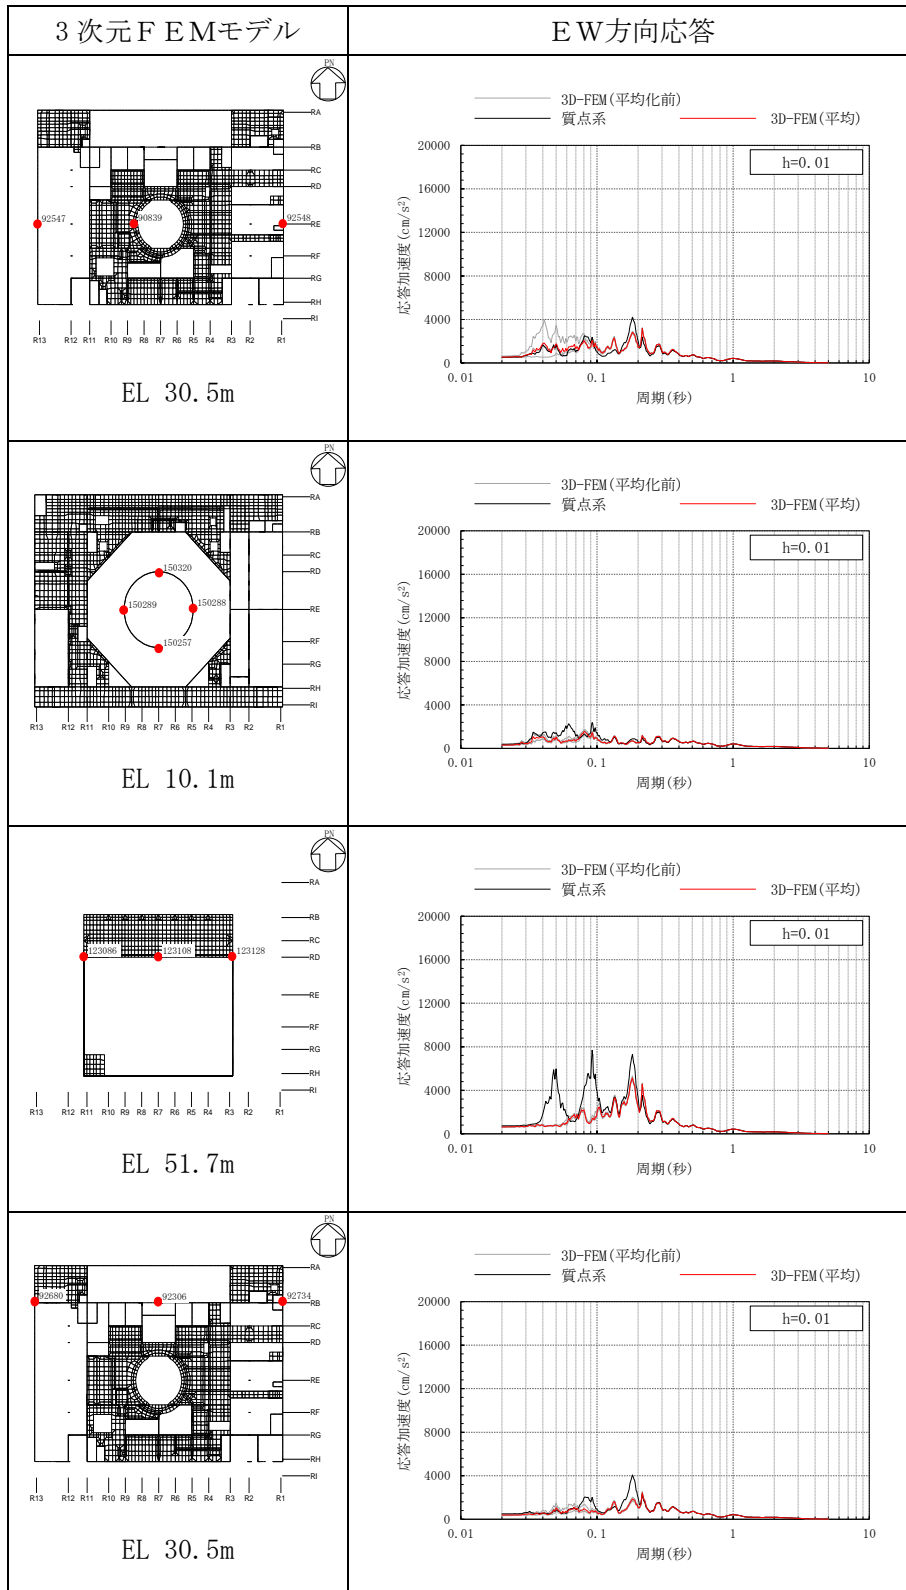 3次元FEMモデル
EW方向応答
PN
RA
RB
RC
RD
92547
90839
92548
RE
RF
RG
RH
RI
R13 R12 R11 R10 R9 R8 R7 R6 R5 R4 R3 R2 R1
EL 30.5m
3D-FEM(平均化前)
質点系 3D-FEM(平均)
h=0.01
応答加速度(cm/s²)
20000
16000
12000
8000
4000
0
0.01 0.1 1 10
周期(秒)
PN
RA
RB
RC
RD
150320
150289
150288
RE
150257
RF
RG
RH
RI
R13 R12 R11 R10 R9 R8 R7 R6 R5 R4 R3 R2 R1
EL 10.1m
3D-FEM(平均化前)
質点系 3D-FEM(平均)
h=0.01
応答加速度(cm/s²)
20000
16000
12000
8000
4000
0
0.01 0.1 1 10
周期(秒)
PN
RA
RB
RC
123086
123108
123128
RD
RE
RF
RG
RH
RI
R13 R12 R11 R10 R9 R8 R7 R6 R5 R4 R3 R2 R1
EL 51.7m
3D-FEM(平均化前)
質点系 3D-FEM(平均)
h=0.01
応答加速度(cm/s²)
20000
16000
12000
8000
4000
0
0.01 0.1 1 10
周期(秒)
PN
RA
92680
92306
92734
RB
RC
RD
RE
RF
RG
RH
RI
R13 R12 R11 R10 R9 R8 R7 R6 R5 R4 R3 R2 R1
EL 30.5m
3D-FEM(平均化前)
質点系 3D-FEM(平均)
h=0.01
応答加速度(cm/s²)
20000
16000
12000
8000
4000
0
0.01 0.1 1 10
周期(秒)